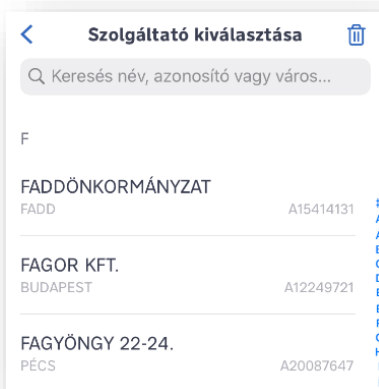 Szolgáltató kiválasztása
Keresés név, azonosító vagy város...
F
FADDÖNKORMÁNYZAT
FADD A15414131
FAGOR KFT.
BUDAPEST A12249721
FAGYÖNGY 22-24.
PÉCS A20087647